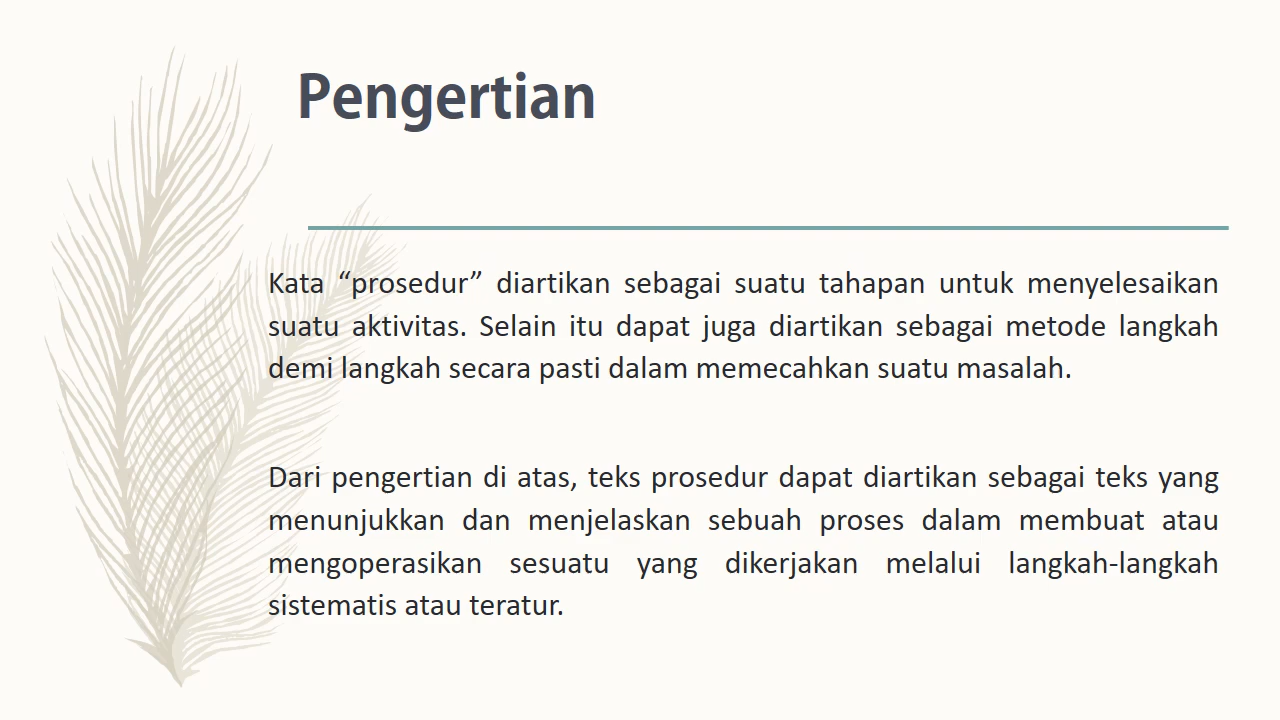 Pengertian
Kata “prosedur” diartikan sebagai suatu tahapan untuk menyelesaikan
suatu aktivitas. Selain itu dapat juga diartikan sebagai metode langkah
demi langkah secara pasti dalam memecahkan suatu masalah.
Dari pengertian di atas, teks prosedur dapat diartikan sebagai teks yang
menunjukkan dan menjelaskan sebuah proses dalam membuat atau
mengoperasikan sesuatu yang dikerjakan melalui langkah-langkah
sistematis atau teratur.